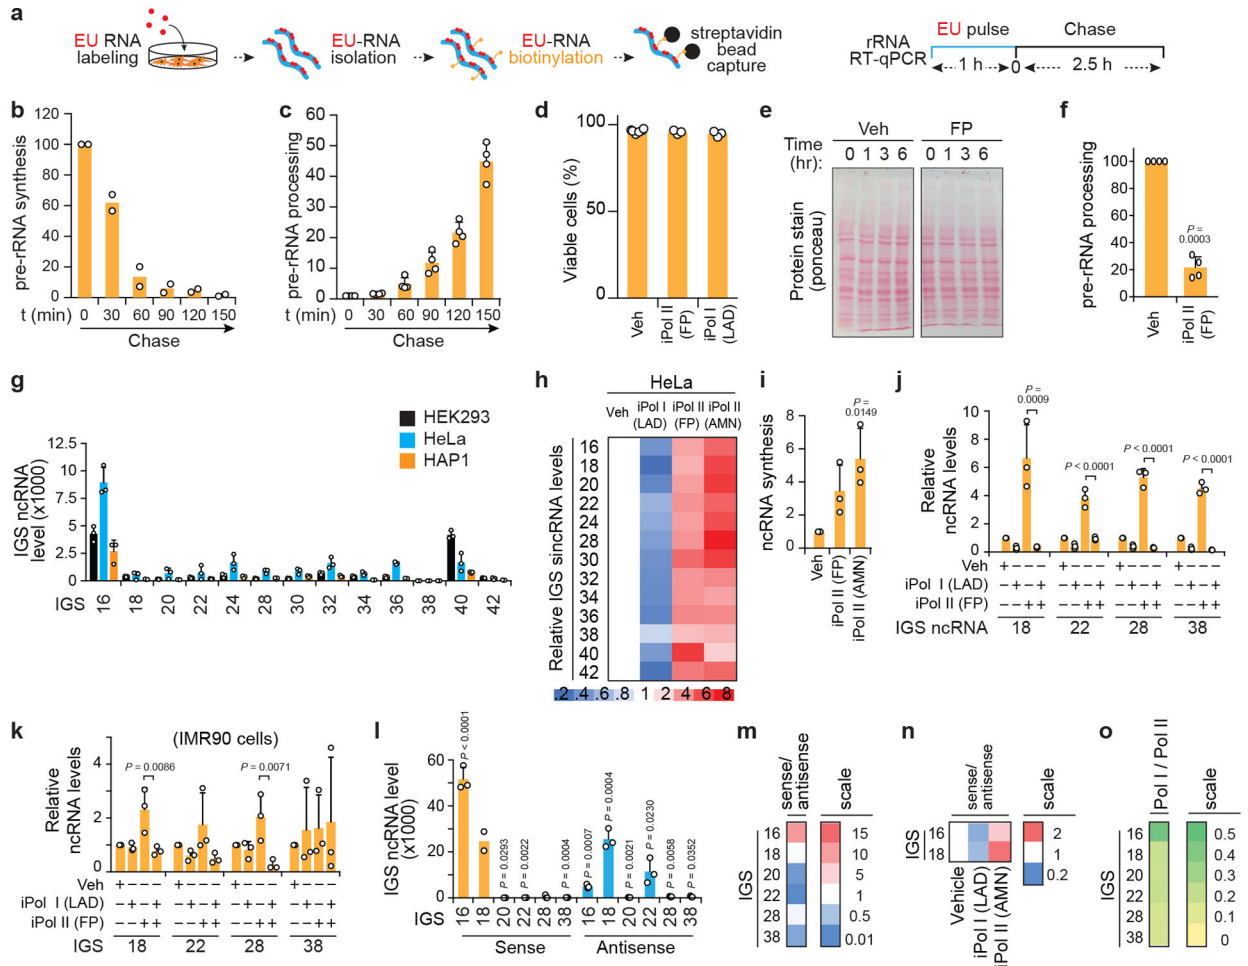 a
EU RNA
labeling
EU-RNA
isolation
EU-RNA
biotinylation
streptavidin
bead
capture
rRNA
RT-qPCR
EU pulse
Chase
1 h
0
2.5 h
b
pre-rRNA synthesis
120
100
80
60
40
20
0
t (min)
0 30 60 90 120 150
Chase
c
pre-rRNA processing
60
50
40
30
20
10
0
t (min)
0 30 60 90 120 150
Chase
d
Viable cells (%)
100
50
0
Veh
iPol II
(FP)
iPol I
(LAD)
e
Veh FP
Time
(hr):
0 1 3 6 0 1 3 6
Protein stain
(ponceau)
f
pre-rRNA processing
100
80
60
40
20
0
P =
0.0003
Veh
iPol II
(FP)
g
HEK293
HeLa
HAP1
IGS ncRNA
level (x1000)
12.5
10
7.5
5
2.5
0
IGS 16 18 20 22 24 28 30 32 34 36 38 40 42
h
HeLa
Veh iPol I iPol II iPol II
(LAD) (FP) (AMN)
Relative IGS sincRNA levels
16
18
20
22
24
28
30
32
34
36
38
40
42
.2 .4 .6 .8 1 2 4 6 8
i
ncRNA synthesis
8
6
4
2
0
P =
0.0149
Veh
iPol II (FP)
iPol II (AMN)
j
Relative
ncRNA levels
10
8
6
4
2
0
P =
0.0009
P < 0.0001
P < 0.0001
P < 0.0001
Veh + − − − + − − − + − − − + − − −
iPol I (LAD) − + − + − + − + − + − + − + − +
iPol II (FP) − − + + − − + + − − + + − − + +
IGS ncRNA 18 22 28 38
k
(IMR90 cells)
Relative
ncRNA levels
4
2
0
P = 0.0086
P = 0.0071
Veh + − − − + − − − + − − − + − − −
iPol I (LAD) − + − + − + − + − + − + − + − +
iPol II (FP) − − + + − − + + − − + + − − + +
IGS 18 22 28 38
l
IGS ncRNA level
(x1000)
60
40
20
0
P < 0.0001
P = 0.0293
P = 0.0022
P = 0.0004
P = 0.0007
P = 0.0004
P = 0.0021
P = 0.0230
P = 0.0058
P = 0.0352
IGS 16 18 20 22 28 38 16 18 20 22 28 38
Sense Antisense
m
sense/
antisense
scale
IGS
16
18
20
22
28
38
15
10
5
1
0.5
0.01
n
sense/
antisense
scale
IGS
16
18
Vehicle
iPol I (LAD)
iPol II (AMN)
2
1
0.2
o
Pol I / Pol II
scale
IGS
16
18
20
22
28
38
0.5
0.4
0.3
0.2
0.1
0